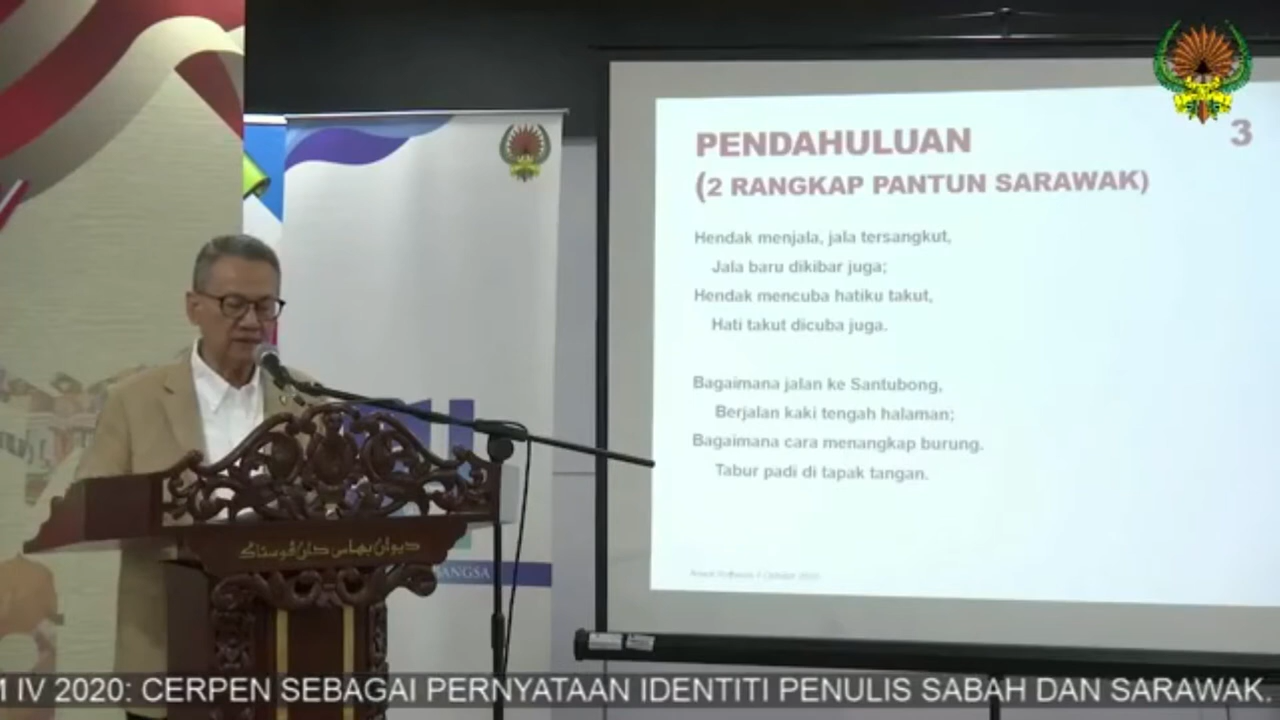 PENDAHULUAN
3
(2 RANGKAP PANTUN SARAWAK)
Hendak menjala, jala tersangkut,
Jala baru dikibar juga;
Hendak mencuba hatiku takut,
Hati takut dicuba juga.
Bagaimana jalan ke Santubong,
Berjalan kaki tengah halaman;
Bagaimana cara menangkap burung.
Tabur padi di tapak tangan.
ديوان بهاس دان ڤوستاک
BANGSA
IV 2020: CERPEN SEBAGAI PERNYATAAN IDENTITI PENULIS SABAH DAN SARAWAK.